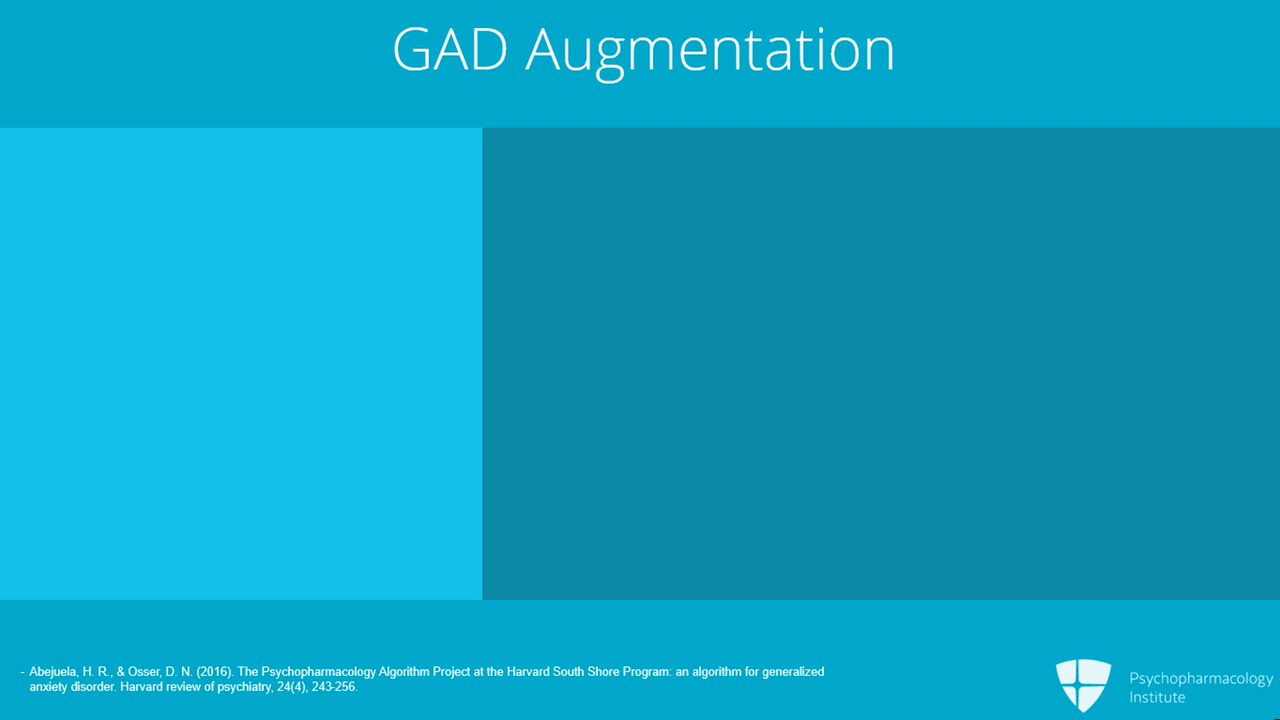 GAD Augmentation
- Abejuela, H. R., & Osser, D. N. (2016). The Psychopharmacology Algorithm Project at the Harvard South Shore Program: an algorithm for generalized
anxiety disorder. Harvard review of psychiatry, 24(4), 243-256.
Psychopharmacology
Institute